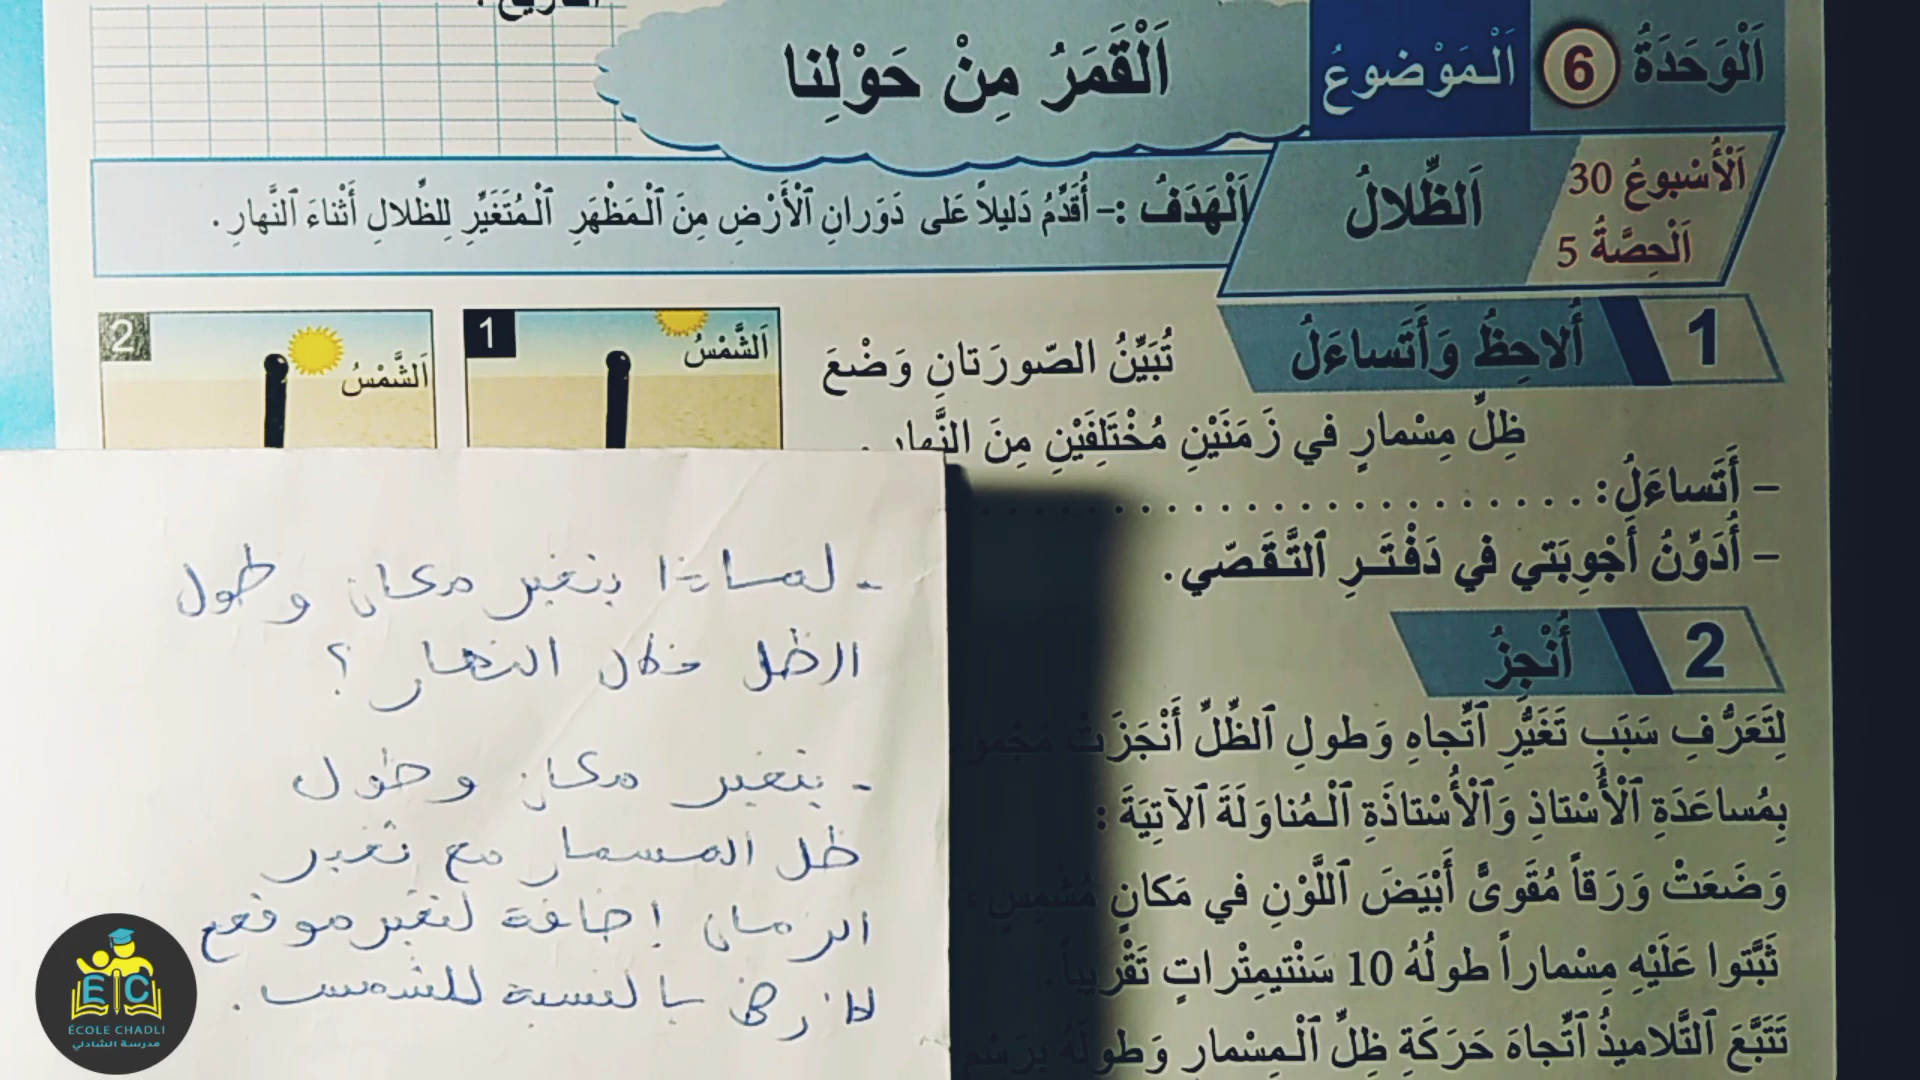 التاريخ :
اَلْوَحَدَةُ 6 اَلْمَوْضوعُ
اَلْقَمَرُ مِنْ حَوْلِنا
اَلْأُسْبوعُ 30
اَلْحِصَّةُ 5
اَلظِّلالُ
اَلْهَدَفُ :- أُقَدِّمُ دَليلاً عَلى دَوَرانِ ٱلْأَرْضِ مِنَ ٱلْمَظْهَرِ ٱلْمُتَغَيِّرِ لِلظِّلالِ أَثْناءَ ٱلنَّهارِ.
1 أُلاحِظُ وَأَتَساءَلُ
تُبَيِّنُ الصّورَتانِ وَضْعَ
ظِلِّ مِسْمارٍ في زَمَنَيْنِ مُخْتَلِفَيْنِ مِنَ النَّهارِ.
1
اَلشَّمْسُ
2
اَلشَّمْسُ
– أَتَساءَلُ:
– أُدَوِّنُ أَجْوِبَتي في دَفْتَرِ ٱلتَّقَصّي.
2 أُنْجِزُ
لِتَعَرُّفِ سَبَبِ تَغَيُّرِ ٱتِّجاهِ وَطولِ ٱلظِّلِّ أَنْجَزَتْ
بِمُساعَدَةِ ٱلْأُسْتاذِ وَٱلْأُسْتاذَةِ ٱلْمُناوَلَةَ ٱلآتِيَةَ :
وَضَعَتْ وَرَقاً مُقَوىً أَبْيَضَ ٱللَّوْنِ في مَكانٍ مُشْمِسٍ،
ثَبَّتوا عَلَيْهِ مِسْماراً طولُهُ 10 سَنْتيمِتْراتٍ تَقْريباً.
تَتَبَّعَ ٱلتَّلاميذُ ٱتِّجاهَ حَرَكَةِ ظِلِّ ٱلْمِسْمارِ وَطولَهُ بِرَسْمِ
- لماذا يتغير مكان وطول
الظل خلال النهار ؟
- يتغير مكان وطول
ظل المسمار مع تغير
الزمان إضافة لتغير موقع
الأرض بالنسبة للشمس.
E C
ÉCOLE CHADLI
مدرسة الشادلي